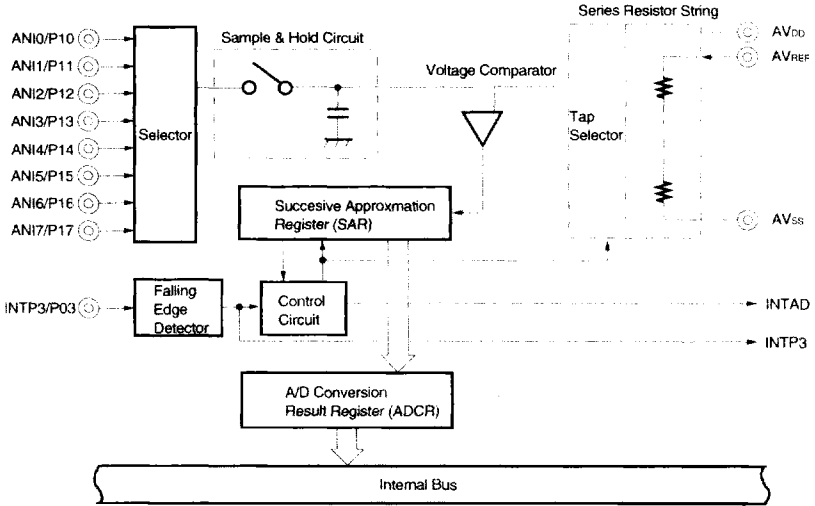 Series Resistor String
ANI0/P10
ANI1/P11
ANI2/P12
ANI3/P13
ANI4/P14
ANI5/P15
ANI6/P16
ANI7/P17
Selector
Sample & Hold Circuit
Voltage Comparator
Tap
Selector
AVDD
AVREF
AVSS
Succesive Approxmation
Register (SAR)
INTP3/P03
Falling
Edge
Detector
Control
Circuit
INTAD
INTP3
A/D Conversion
Result Register (ADCR)
Internal Bus